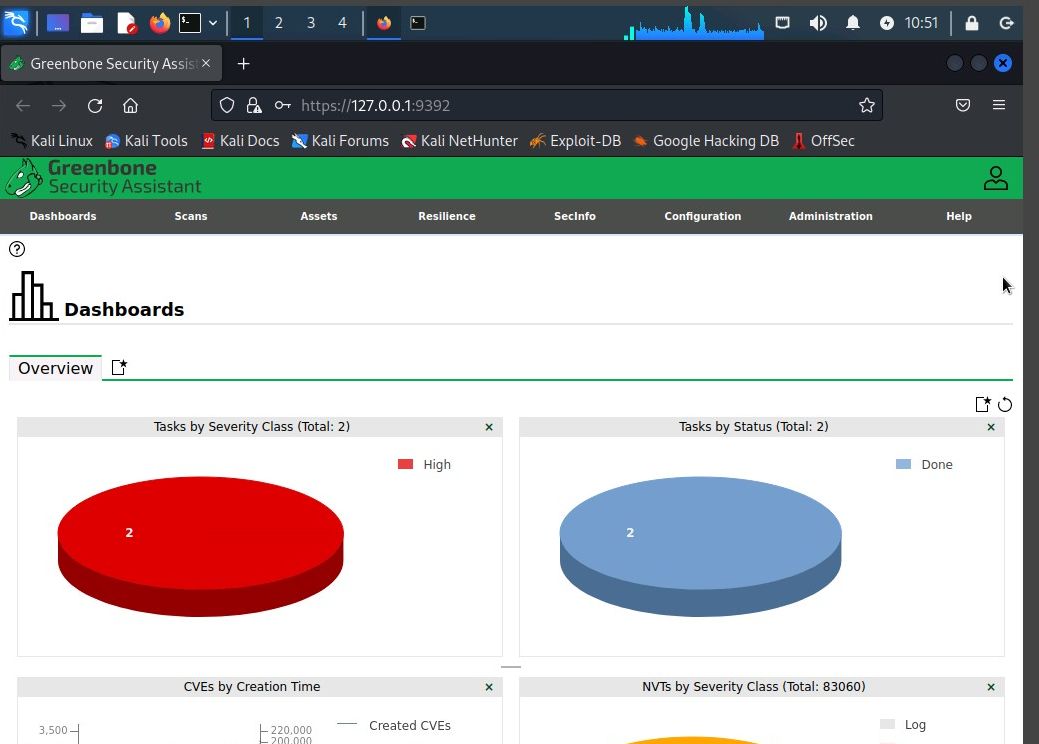 1 2 3 4 10:51
Greenbone Security Assist
https://127.0.0.1:9392
Kali Linux Kali Tools Kali Docs Kali Forums Kali NetHunter Exploit-DB Google Hacking DB OffSec
Greenbone
Security Assistant
Dashboards Scans Assets Resilience SecInfo Configuration Administration Help
Dashboards
Overview
Tasks by Severity Class (Total: 2)
High
2
Tasks by Status (Total: 2)
Done
2
CVEs by Creation Time
3,500
220,000
200,000
Created CVEs
NVTs by Severity Class (Total: 83060)
Log